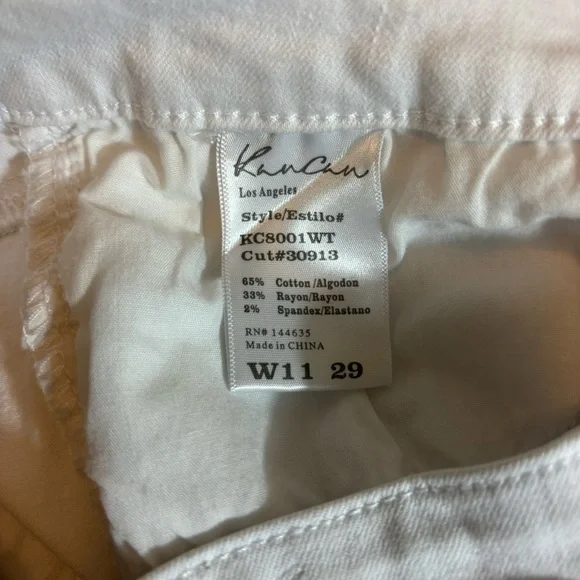 KanCan
Los Angeles
Style/Estilo#
KC8001WT
Cut#30913
65% Cotton/Algodon
33% Rayon/Rayon
2% Spandex/Elastano
RN# 144635
Made in CHINA
W11 29